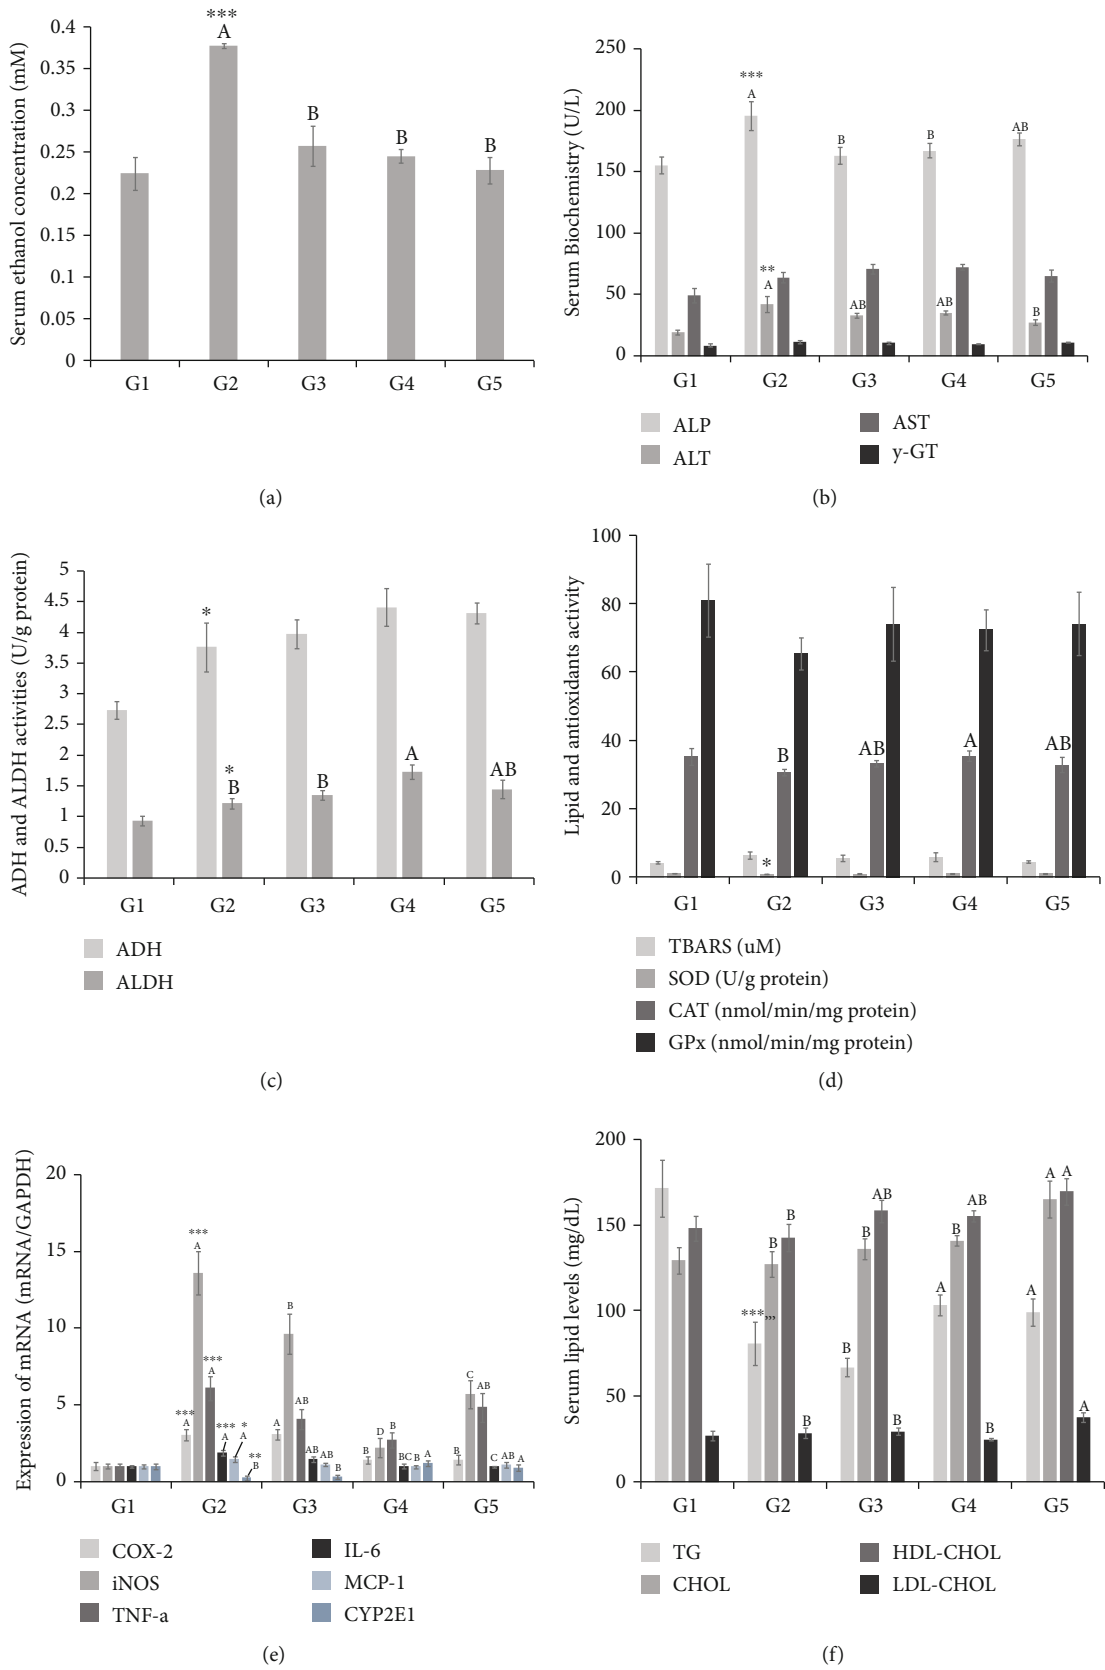 Serum ethanol concentration (mM)
0.4
0.35
0.3
0.25
0.2
0.15
0.1
0.05
0
***
A
B
B
B
G1 G2 G3 G4 G5
(a)
Serum Biochemistry (U/L)
250
200
150
100
50
0
***
A
**
A
B
AB
B
AB
AB
B
G1 G2 G3 G4 G5
ALP AST
ALT y-GT
(b)
ADH and ALDH activities (U/g protein)
5
4.5
4
3.5
3
2.5
2
1.5
1
0.5
0
*
*
B
B
A
AB
G1 G2 G3 G4 G5
ADH
ALDH
(c)
Lipid and antioxidants activity
100
80
60
40
20
0
*
B
AB
A
AB
G1 G2 G3 G4 G5
TBARS (uM)
SOD (U/g protein)
CAT (nmol/min/mg protein)
GPx (nmol/min/mg protein)
(d)
Expression of mRNA (mRNA/GAPDH)
20
15
10
5
0
***
A
***
A
***
A
***
A
*
A
**
B
A
B
AB
AB
AB
B
B
D
B
BC
B
A
B
C
AB
C
AB
A
G1 G2 G3 G4 G5
COX-2 IL-6
iNOS MCP-1
TNF-a CYP2E1
(e)
Serum lipid levels (mg/dL)
200
150
100
50
0
***,,,
B
B
B
B
B
AB
B
A
B
AB
B
A
A
A
A
G1 G2 G3 G4 G5
TG HDL-CHOL
CHOL LDL-CHOL
(f)